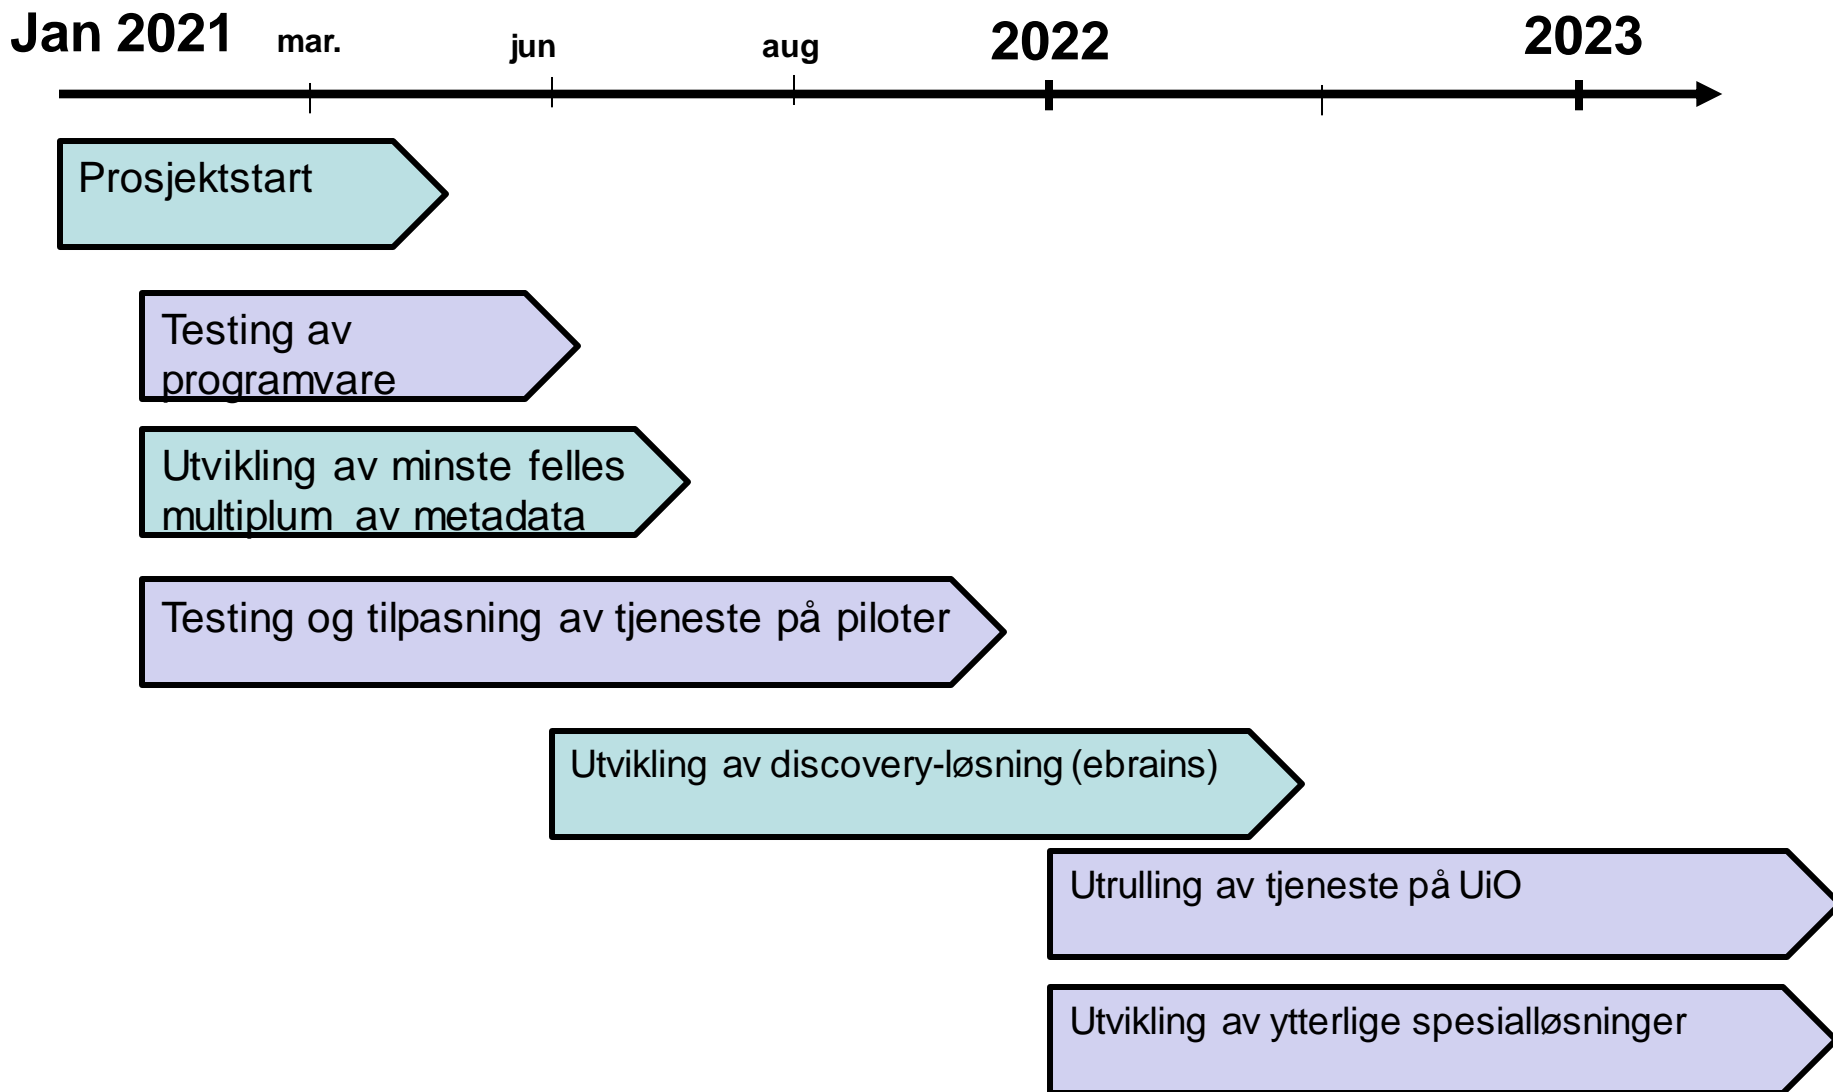 Jan 2021 mar. jun aug 2022 2023
Prosjektstart
Testing av
programvare
Utvikling av minste felles
multiplum av metadata
Testing og tilpasning av tjeneste på piloter
Utvikling av discovery-løsning (ebrains)
Utrulling av tjeneste på UiO
Utvikling av ytterlige spesialløsninger